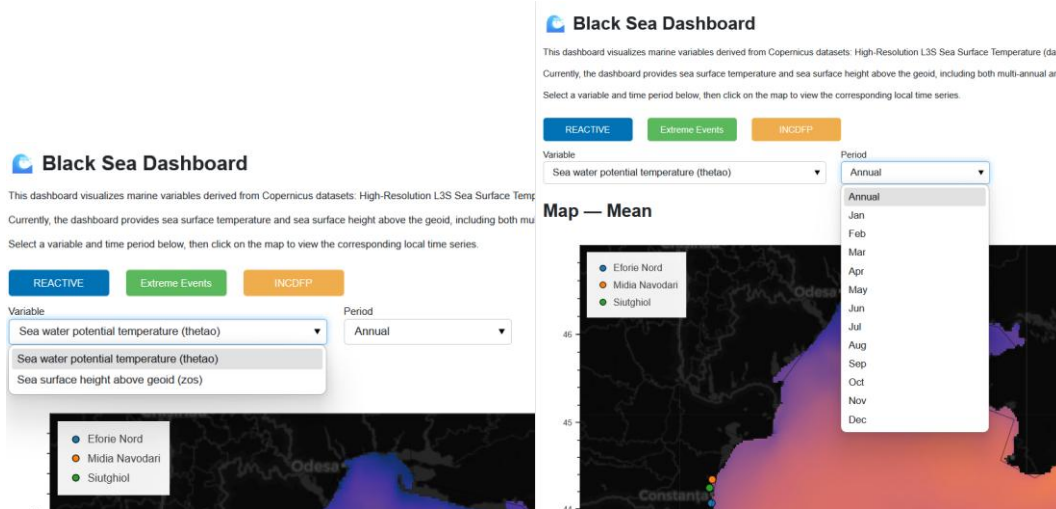 Black Sea Dashboard
This dashboard visualizes marine variables derived from Copernicus datasets: High-Resolution L3S Sea Surface Temp
Currently, the dashboard provides sea surface temperature and sea surface height above the geoid, including both mu
Select a variable and time period below, then click on the map to view the corresponding local time series.
REACTIVE Extreme Events INCDFP
Variable Period
Sea water potential temperature (thetao) Annual
Sea water potential temperature (thetao)
Sea surface height above geoid (zos)
Eforie Nord
Midia Navodari
Siutghiol
Odesa
Black Sea Dashboard
This dashboard visualizes marine variables derived from Copernicus datasets: High-Resolution L3S Sea Surface Temperature (da
Currently, the dashboard provides sea surface temperature and sea surface height above the geoid, including both multi-annual an
Select a variable and time period below, then click on the map to view the corresponding local time series.
REACTIVE Extreme Events INCDFP
Variable Period
Sea water potential temperature (thetao) Annual
Map — Mean
Annual
Jan
Feb
Mar
Apr
May
Jun
Jul
Aug
Sep
Oct
Nov
Dec
Eforie Nord
Midia Navodari
Siutghiol
Odesa
46
45
Constanța
44